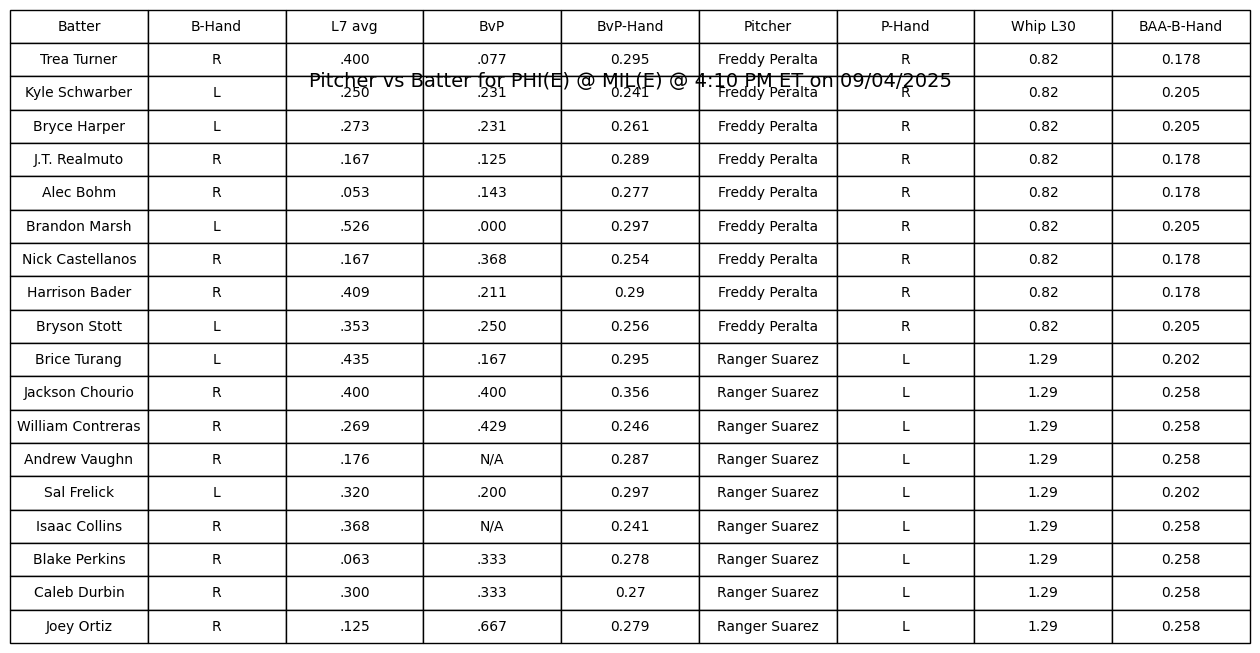 Batter B-Hand L7 avg BvP BvP-Hand Pitcher P-Hand Whip L30 BAA-B-Hand
Trea Turner R .400 .077 0.295 Freddy Peralta R 0.82 0.178
Pitcher vs Batter for PHI(E) @ MIL(E) @ 4:10 PM ET on 09/04/2025
Kyle Schwarber L .250 .231 0.241 Freddy Peralta R 0.82 0.205
Bryce Harper L .273 .231 0.261 Freddy Peralta R 0.82 0.205
J.T. Realmuto R .167 .125 0.289 Freddy Peralta R 0.82 0.178
Alec Bohm R .053 .143 0.277 Freddy Peralta R 0.82 0.178
Brandon Marsh L .526 .000 0.297 Freddy Peralta R 0.82 0.205
Nick Castellanos R .167 .368 0.254 Freddy Peralta R 0.82 0.178
Harrison Bader R .409 .211 0.29 Freddy Peralta R 0.82 0.178
Bryson Stott L .353 .250 0.256 Freddy Peralta R 0.82 0.205
Brice Turang L .435 .167 0.295 Ranger Suarez L 1.29 0.202
Jackson Chourio R .400 .400 0.356 Ranger Suarez L 1.29 0.258
William Contreras R .269 .429 0.246 Ranger Suarez L 1.29 0.258
Andrew Vaughn R .176 N/A 0.287 Ranger Suarez L 1.29 0.258
Sal Frelick L .320 .200 0.297 Ranger Suarez L 1.29 0.202
Isaac Collins R .368 N/A 0.241 Ranger Suarez L 1.29 0.258
Blake Perkins R .063 .333 0.278 Ranger Suarez L 1.29 0.258
Caleb Durbin R .300 .333 0.27 Ranger Suarez L 1.29 0.258
Joey Ortiz R .125 .667 0.279 Ranger Suarez L 1.29 0.258